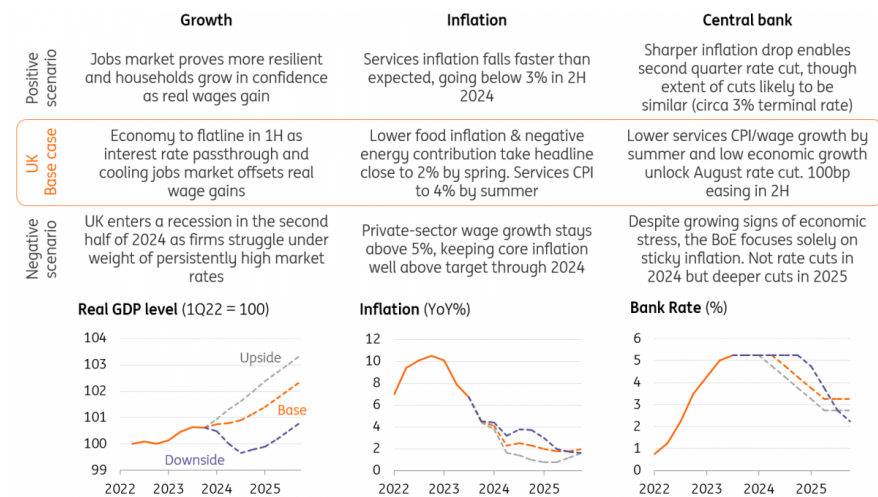 Growth
Inflation
Central bank
Positive
scenario
Jobs market proves more resilient
and households grow in confidence
as real wages gain
Services inflation falls faster than
expected, going below 3% in 2H
2024
Sharper inflation drop enables
second quarter rate cut, though
extent of cuts likely to be
similar (circa 3% terminal rate)
UK
Base case
Economy to flatline in 1H as
interest rate passthrough and
cooling jobs market offsets real
wage gains
Lower food inflation & negative
energy contribution take headline
close to 2% by spring. Services CPI
to 4% by summer
Lower services CPI/wage growth by
summer and low economic growth
unlock August rate cut. 100bp
easing in 2H
Negative
scenario
UK enters a recession in the second
half of 2024 as firms struggle under
weight of persistently high market
rates
Private-sector wage growth stays
above 5%, keeping core inflation
well above target through 2024
Despite growing signs of economic
stress, the BoE focuses solely on
sticky inflation. Not rate cuts in
2024 but deeper cuts in 2025
Real GDP level (1Q22 = 100)
104
103
102
101
100
99
Upside
Base
Downside
2022 2023 2024 2025
Inflation (YoY%)
12
10
8
6
4
2
0
2022 2023 2024 2025
Bank Rate (%)
6
5
4
3
2
1
0
2022 2023 2024 2025